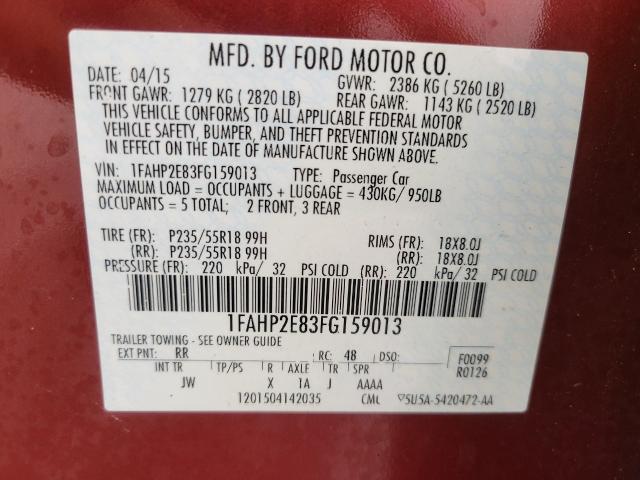 MFD. BY FORD MOTOR CO.
DATE: 04/15 GVWR: 2386 KG ( 5260 LB)
FRONT GAWR: 1279 KG ( 2820 LB) REAR GAWR: 1143 KG ( 2520 LB)
THIS VEHICLE CONFORMS TO ALL APPLICABLE FEDERAL MOTOR
VEHICLE SAFETY, BUMPER, AND THEFT PREVENTION STANDARDS
IN EFFECT ON THE DATE OF MANUFACTURE SHOWN ABOVE.
VIN: 1FAHP2E83FG159013 TYPE: Passenger Car
MAXIMUM LOAD = OCCUPANTS + LUGGAGE = 430KG/ 950LB
OCCUPANTS = 5 TOTAL; 2 FRONT, 3 REAR
TIRE (FR): P235/55R18 99H RIMS (FR): 18X8.0J
(RR): P235/55R18 99H (RR): 18X8.0J
PRESSURE (FR): 220 kPa/ 32 PSI COLD (RR): 220 kPa/ 32 PSI COLD
1FAHP2E83FG159013
TRAILER TOWING - SEE OWNER GUIDE
EXT PNT: RR RC: 48 DSO: F0099
INT TR TP/PS R AXLE TR SPR R0126
JW X 1A J AAAA
1201504142035 CML ▽5U5A-5420472-AA